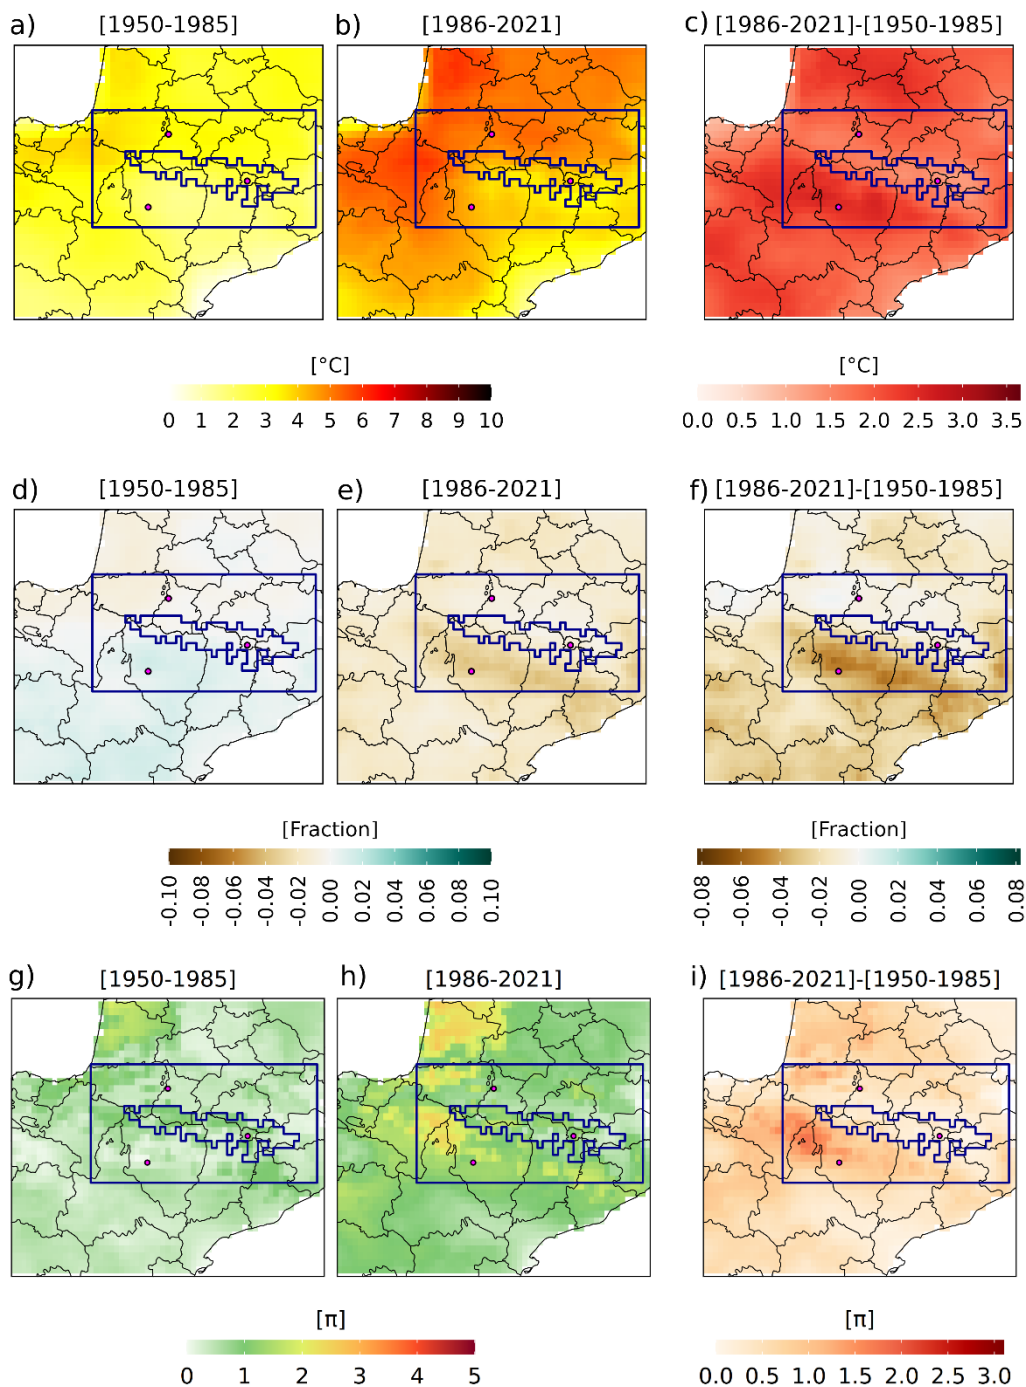 a) [1950-1985] b) [1986-2021] c) [1986-2021]-[1950-1985]
[°C] [°C]
0 1 2 3 4 5 6 7 8 9 10 0.0 0.5 1.0 1.5 2.0 2.5 3.0 3.5
d) [1950-1985] e) [1986-2021] f) [1986-2021]-[1950-1985]
[Fraction] [Fraction]
-0.10 -0.08 -0.06 -0.04 -0.02 0.00 0.02 0.04 0.06 0.08 0.10 -0.08 -0.06 -0.04 -0.02 0.00 0.02 0.04 0.06 0.08
g) [1950-1985] h) [1986-2021] i) [1986-2021]-[1950-1985]
[π] [π]
0 1 2 3 4 5 0.0 0.5 1.0 1.5 2.0 2.5 3.0